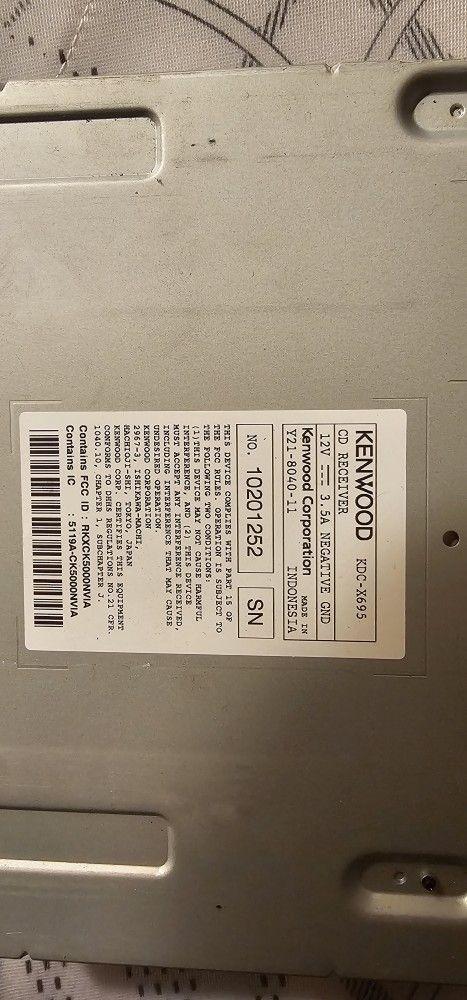 KENWOOD KDC-X695
CD RECEIVER
12V --- 3.5A NEGATIVE GND
Kenwood Corporation MADE IN
Y21-8040-11 INDONESIA
NO. 10201252 SN
THIS DEVICE COMPLIES WITH PART 15 OF
THE FCC RULES. OPERATION IS SUBJECT TO
THE FOLLOWING TWO CONDITIONS:
(1)THIS DEVICE MAY NOT CAUSE HARMFUL
INTERFERENCE, AND (2) THIS DEVICE
MUST ACCEPT ANY INTERFERENCE RECEIVED,
INCLUDING INTERFERENCE THAT MAY CAUSE
UNDESIRED OPERATION.
KENWOOD CORPORATION
2967-3, ISHIKAWA-MACHI,
HACHIOJI-SHI, TOKYO, JAPAN
KENWOOD CORP. CERTIFIES THIS EQUIPMENT
CONFORMS TO DHHS REGULATIONS NO.21 CFR
1040.10, CHAPTER 1, SUBCHAPTER J.
Contains FCC ID : RKXCK5000NVIA
Contains IC : 5119A-CK5000NVIA